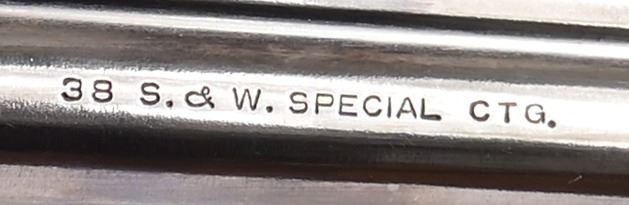 38 S. & W. SPECIAL CTG.